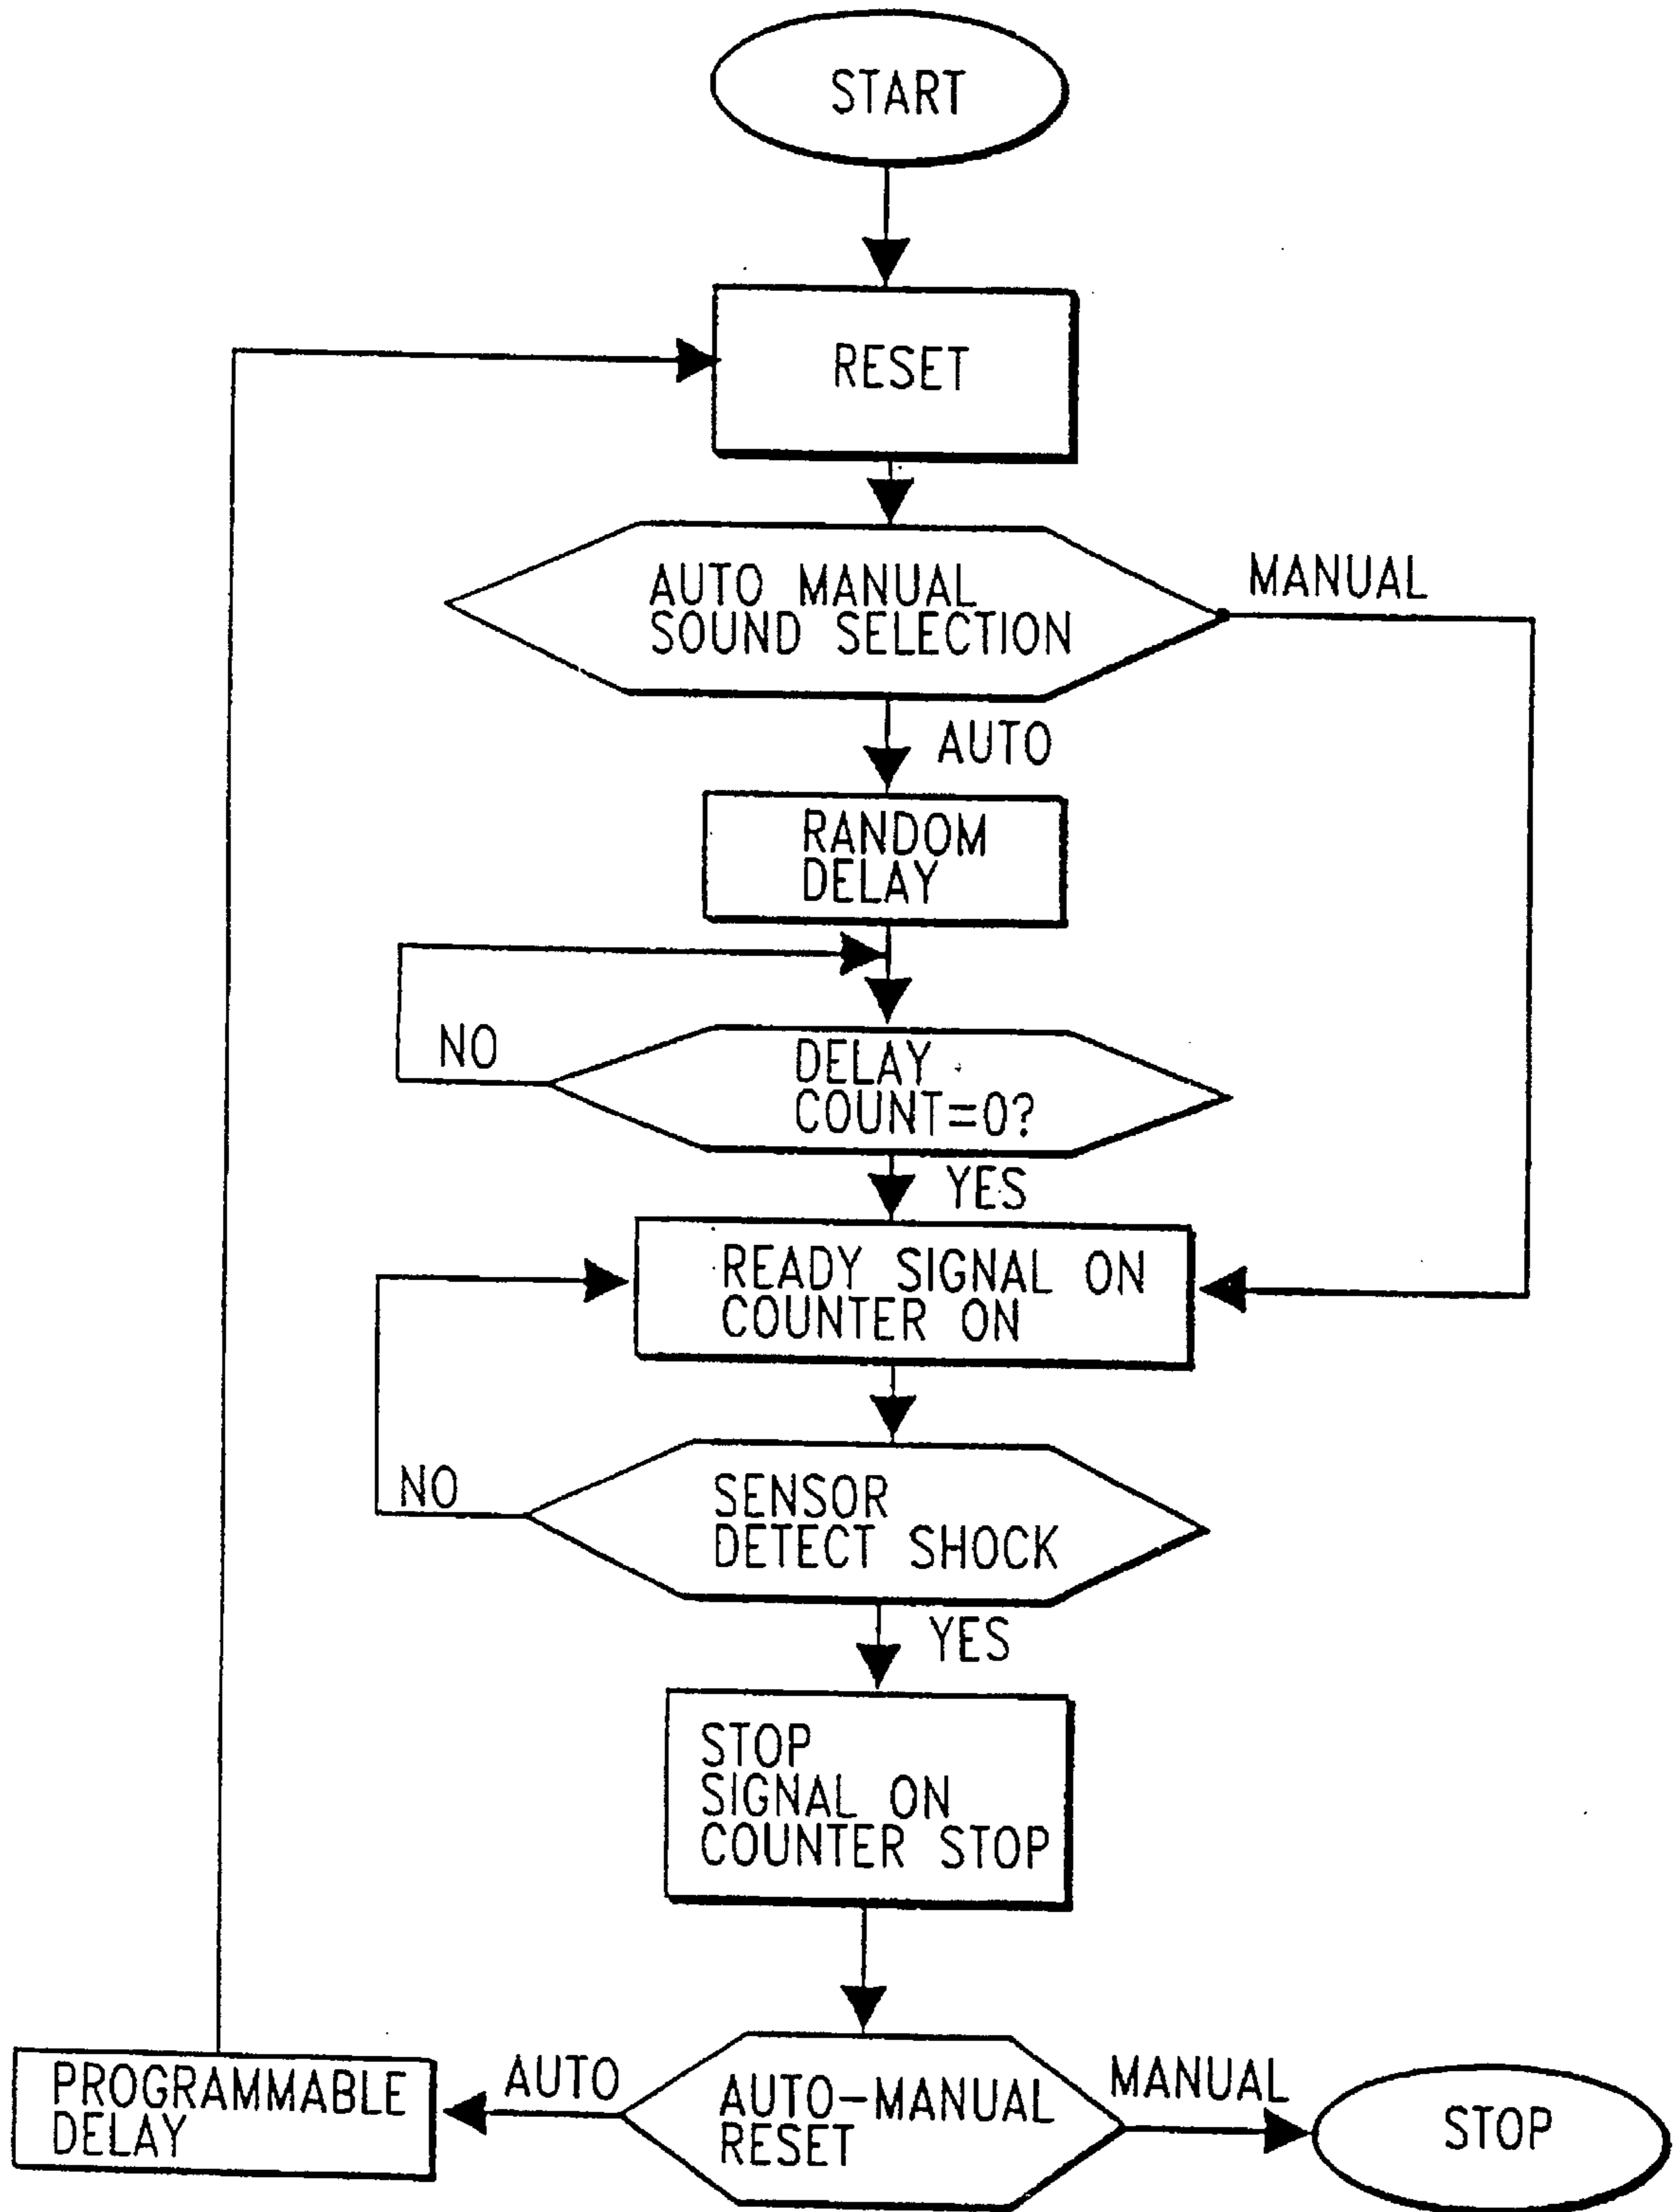 START
RESET
AUTO MANUAL
SOUND SELECTION
MANUAL
AUTO
RANDOM
DELAY
NO
DELAY
COUNT=0?
YES
READY SIGNAL ON
COUNTER ON
NO
SENSOR
DETECT SHOCK
YES
STOP
SIGNAL ON
COUNTER STOP
PROGRAMMABLE
DELAY
AUTO
AUTO-MANUAL
RESET
MANUAL
STOP